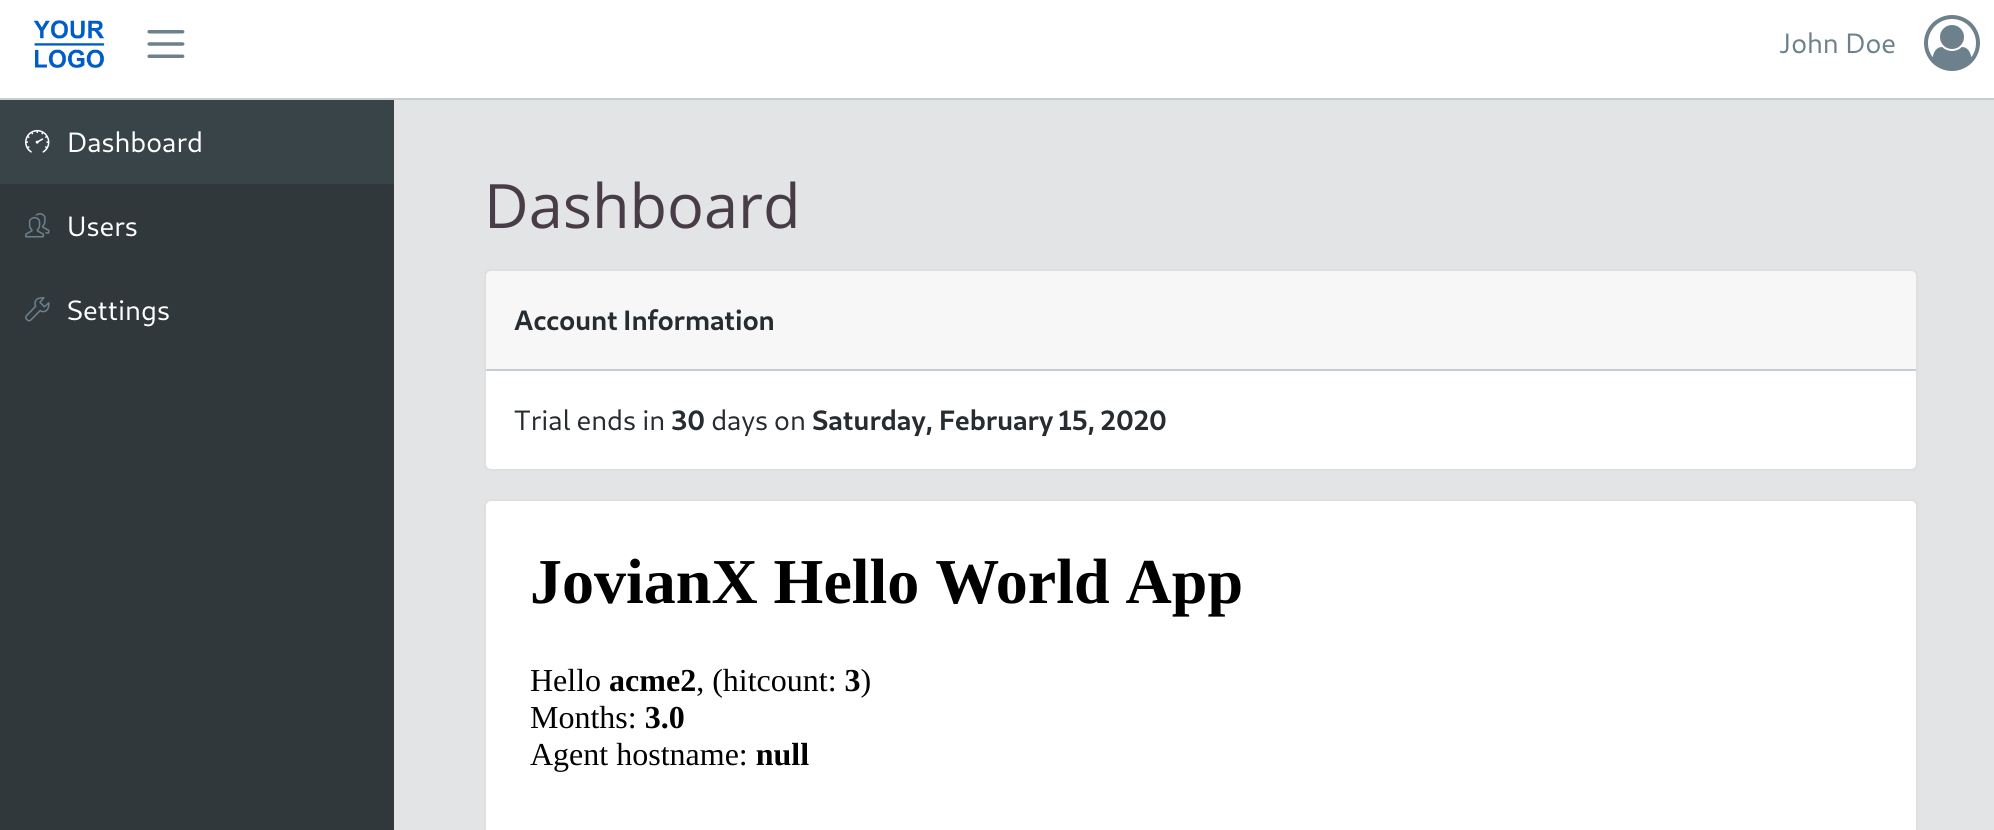 YOUR
LOGO
John Doe
Dashboard
Users
Settings
Dashboard
Account Information
Trial ends in 30 days on Saturday, February 15, 2020
JovianX Hello World App
Hello acme2, (hitcount: 3)
Months: 3.0
Agent hostname: null